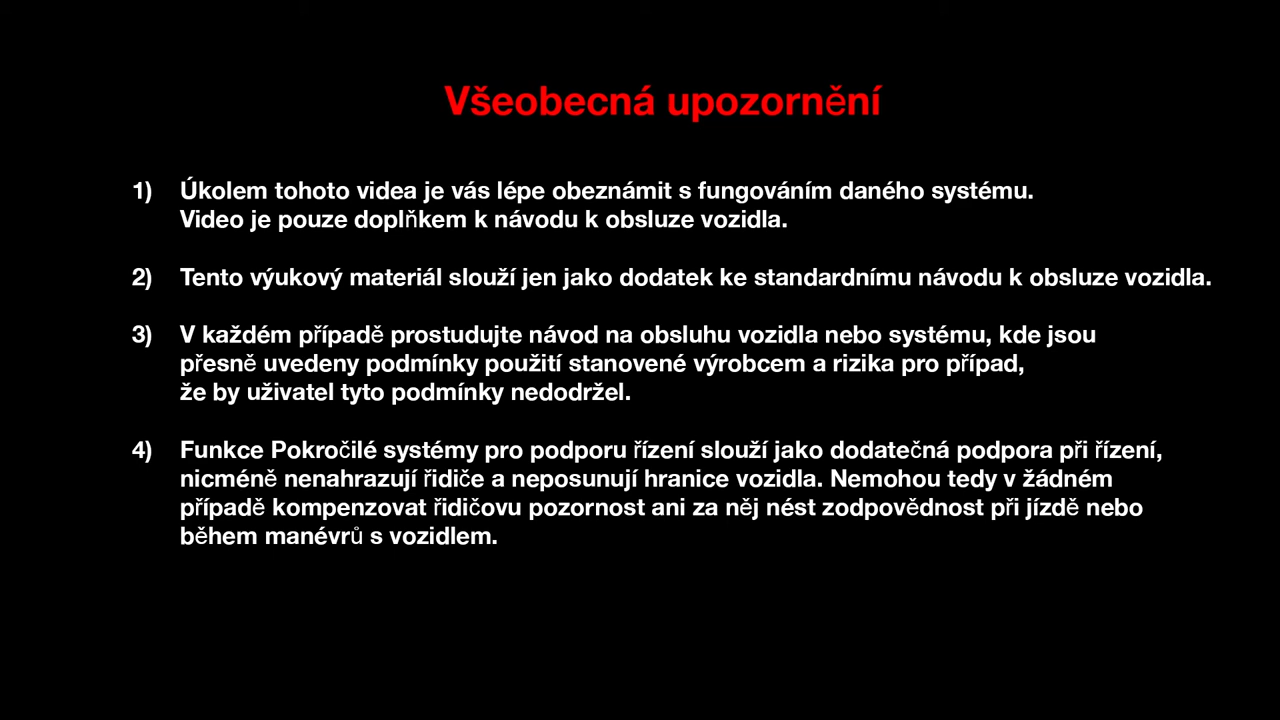 Všeobecná upozornění
1) Úkolem tohoto videa je vás lépe obeznámit s fungováním daného systému.
Video je pouze doplňkem k návodu k obsluze vozidla.
2) Tento výukový materiál slouží jen jako dodatek ke standardnímu návodu k obsluze vozidla.
3) V každém případě prostudujte návod na obsluhu vozidla nebo systému, kde jsou
přesně uvedeny podmínky použití stanovené výrobcem a rizika pro případ,
že by uživatel tyto podmínky nedodržel.
4) Funkce Pokročilé systémy pro podporu řízení slouží jako dodatečná podpora při řízení,
nicméně nenahrazují řidiče a neposunují hranice vozidla. Nemohou tedy v žádném
případě kompenzovat řidičovu pozornost ani za něj nést zodpovědnost při jízdě nebo
během manévrů s vozidlem.